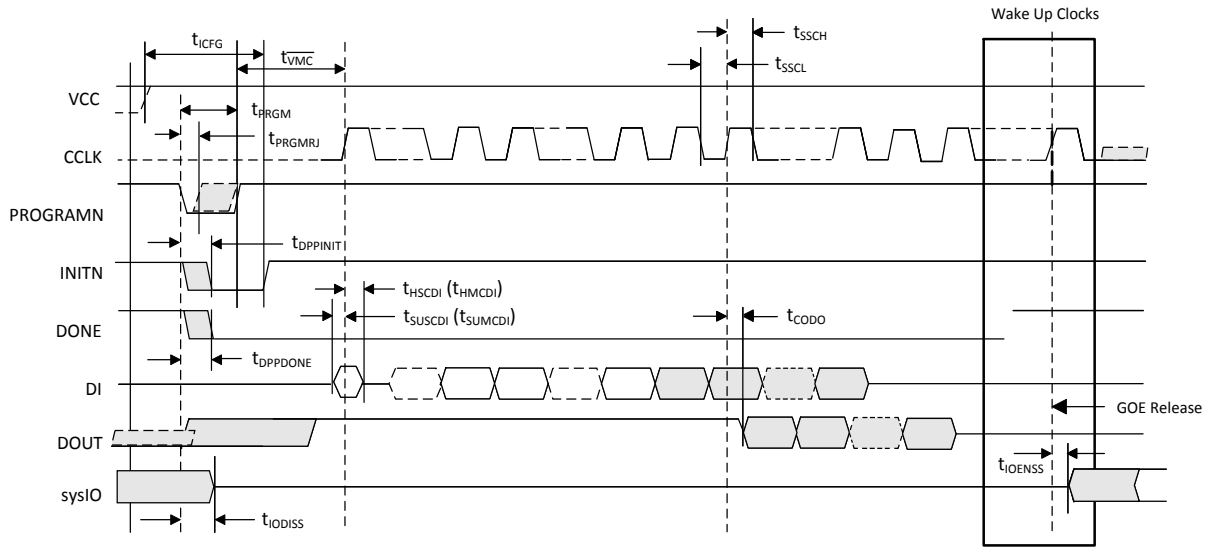 Wake Up Clocks
tICFG
tVMC
tSSCH
tSSCL
VCC
tPRGM
tPRGMRJ
CCLK
PROGRAMN
tDPPINIT
INITN
tHSCDI (tHMCDI)
tSUSCDI (tSUMCDI)
tCODO
DONE
tDPPDONE
DI
GOE Release
DOUT
tIOENSS
sysIO
tIODISS